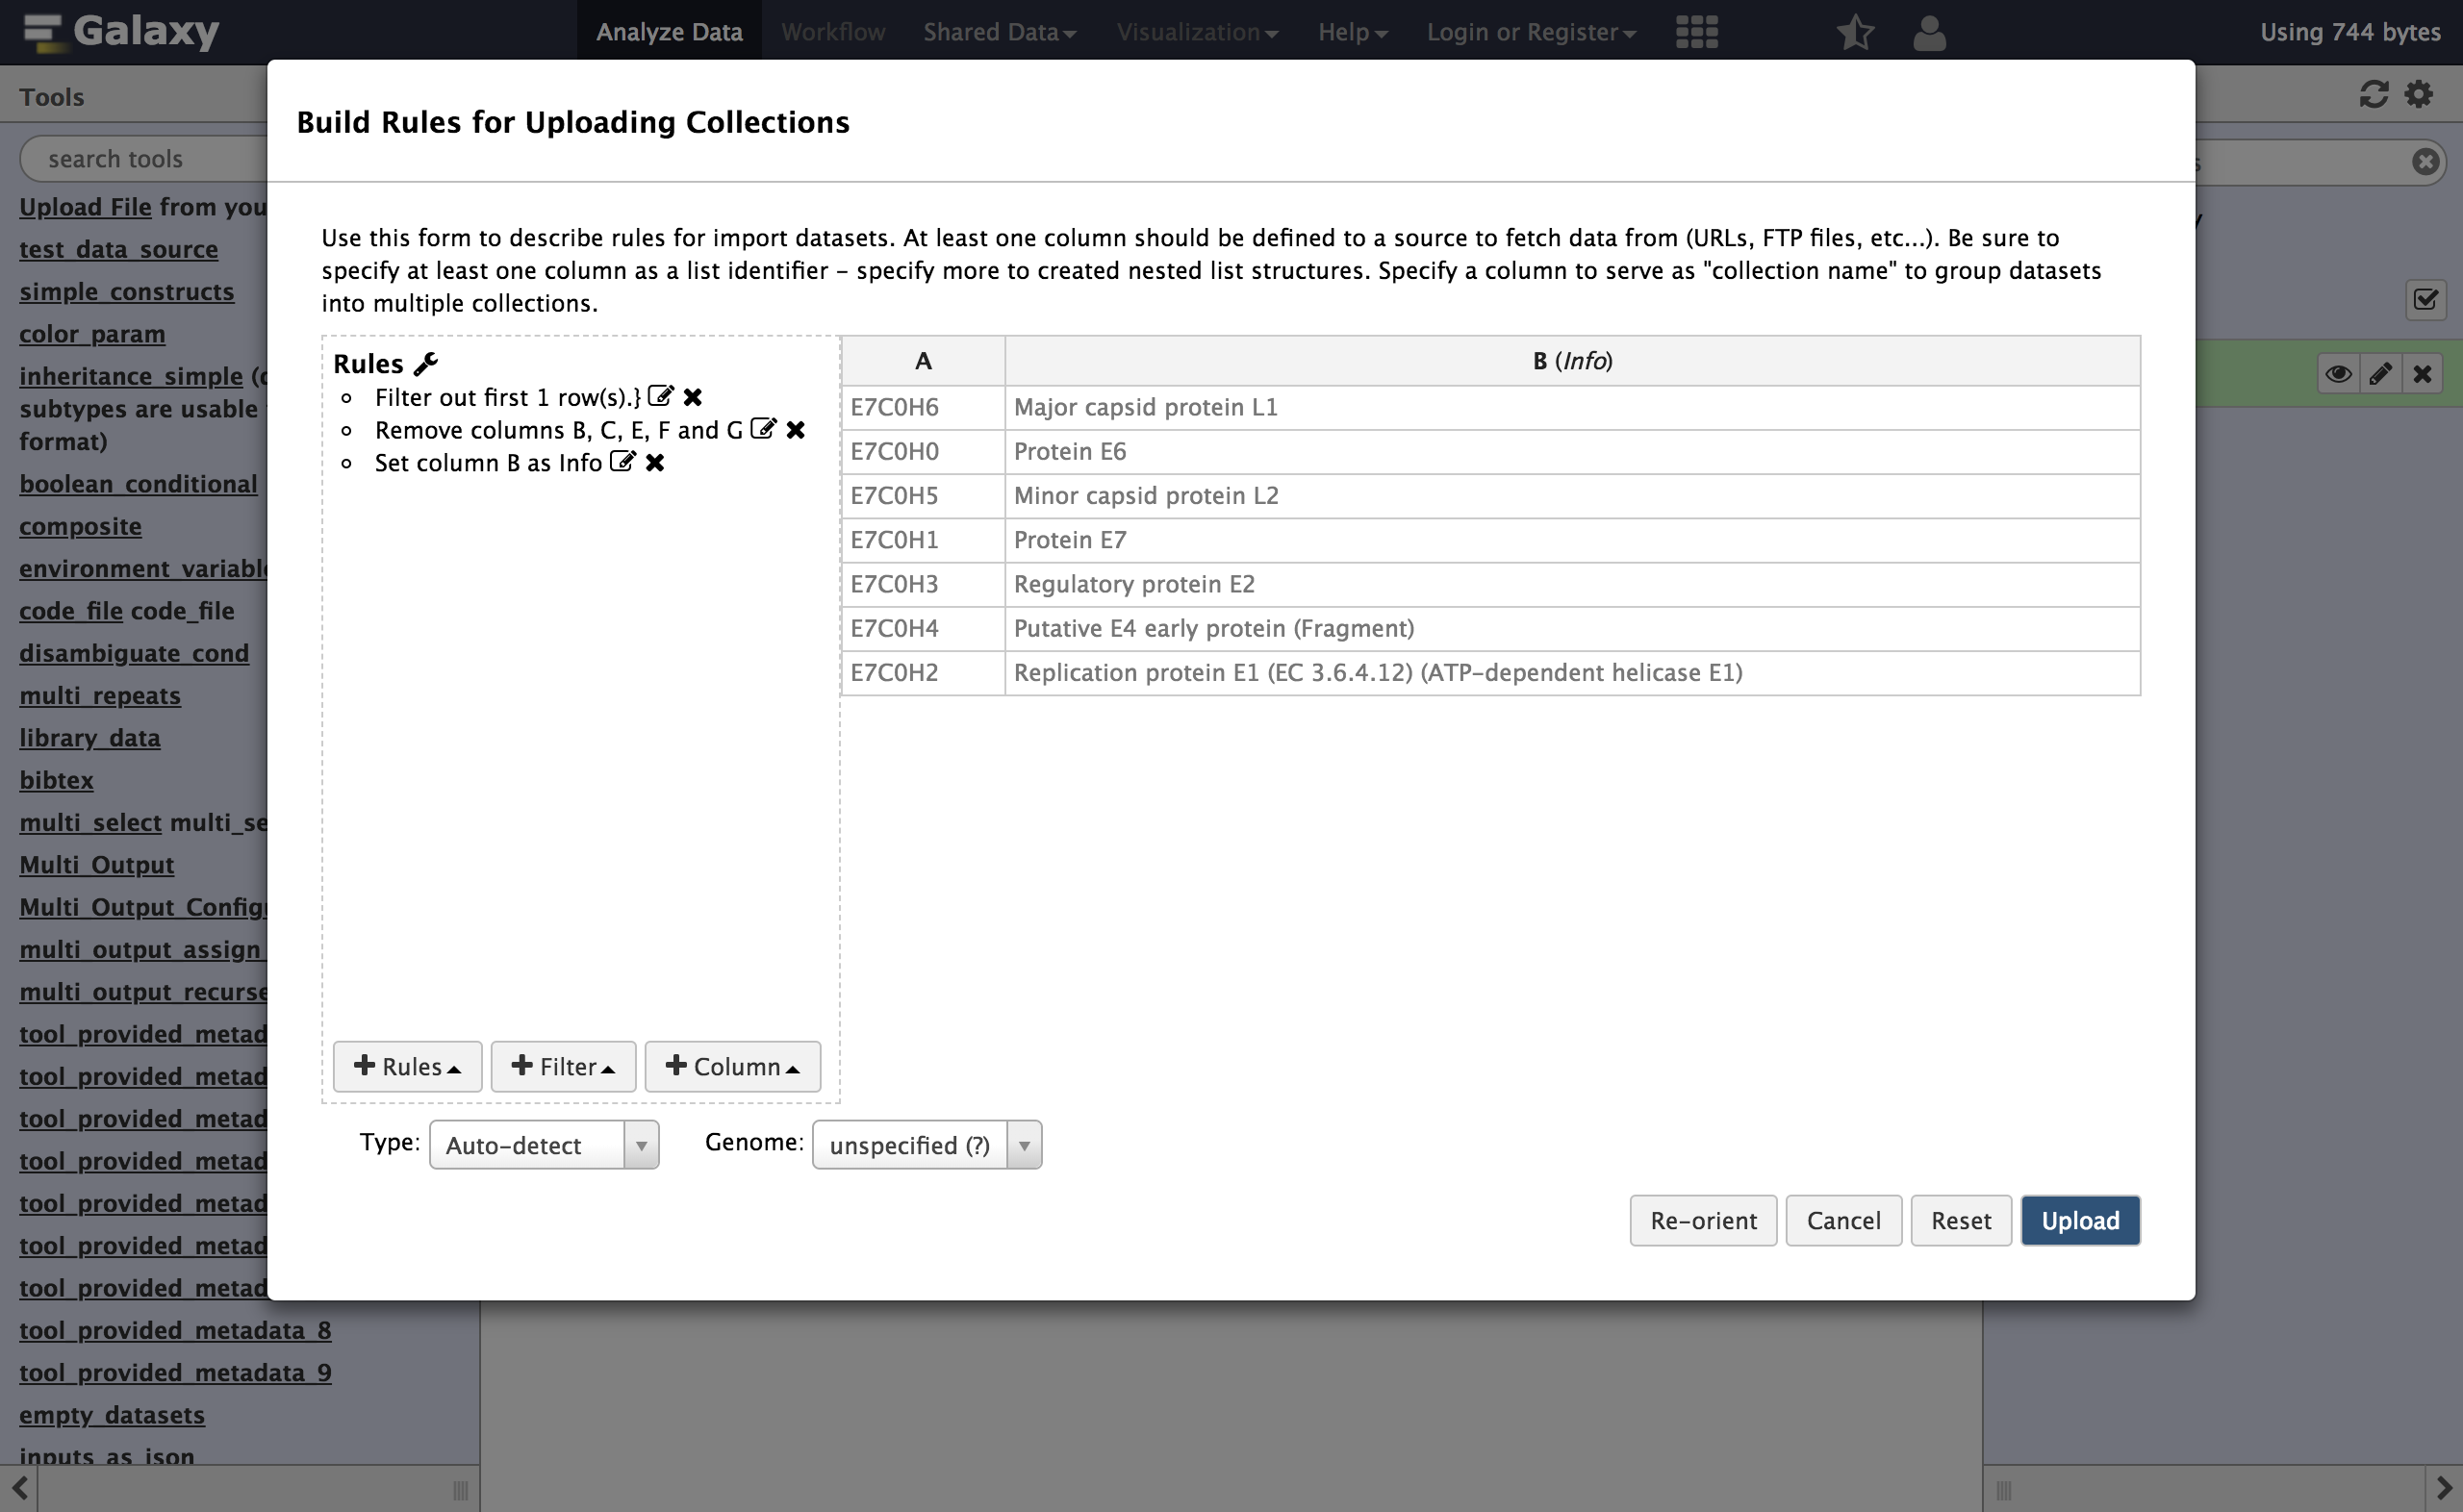 Galaxy
Analyze Data
Workflow
Shared Data
Visualization
Help
Login or Register
Using 744 bytes
Tools
search tools
Upload File from you
test_data_source
simple_constructs
color_param
inheritance_simple (
subtypes are usable
format)
boolean_conditional
composite
environment_variabl
code_file code_file
disambiguate_cond
multi_repeats
library_data
bibtex
multi_select multi_se
Multi_Output
Multi_Output_Config
multi_output_assign_
multi_output_recurse
tool_provided_metad
tool_provided_metad
tool_provided_metad
tool_provided_metad
tool_provided_metad
tool_provided_metad
tool_provided_metad
tool_provided_metadata_8
tool_provided_metadata_9
empty_datasets
inputs_as_json
Build Rules for Uploading Collections
Use this form to describe rules for import datasets. At least one column should be defined to a source to fetch data from (URLs, FTP files, etc...). Be sure to
specify at least one column as a list identifier - specify more to created nested list structures. Specify a column to serve as "collection name" to group datasets
into multiple collections.
Rules
Filter out first 1 row(s).}
Remove columns B, C, E, F and G
Set column B as Info
A B (Info)
E7C0H6 Major capsid protein L1
E7C0H0 Protein E6
E7C0H5 Minor capsid protein L2
E7C0H1 Protein E7
E7C0H3 Regulatory protein E2
E7C0H4 Putative E4 early protein (Fragment)
E7C0H2 Replication protein E1 (EC 3.6.4.12) (ATP-dependent helicase E1)
Rules
Filter
Column
Type: Auto-detect
Genome: unspecified (?)
Re-orient
Cancel
Reset
Upload